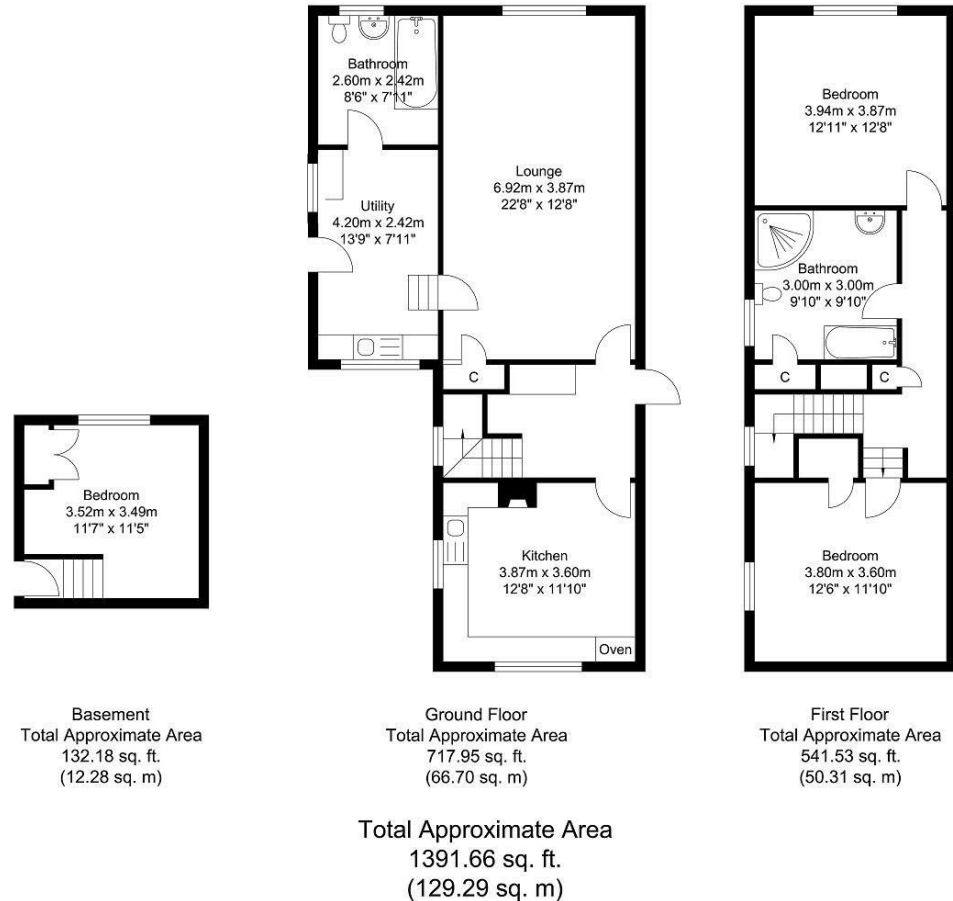 Bathroom
2.60m x 2.42m
8'6" x 7'11"
Utility
4.20m x 2.42m
13'9" x 7'11"
Lounge
6.92m x 3.87m
22'8" x 12'8"
C
Kitchen
3.87m x 3.60m
12'8" x 11'10"
Oven
Bedroom
3.94m x 3.87m
12'11" x 12'8"
Bathroom
3.00m x 3.00m
9'10" x 9'10"
C
C
Bedroom
3.80m x 3.60m
12'6" x 11'10"
Bedroom
3.52m x 3.49m
11'7" x 11'5"
Basement
Total Approximate Area
132.18 sq. ft.
(12.28 sq. m)
Ground Floor
Total Approximate Area
717.95 sq. ft.
(66.70 sq. m)
First Floor
Total Approximate Area
541.53 sq. ft.
(50.31 sq. m)
Total Approximate Area
1391.66 sq. ft.
(129.29 sq. m)